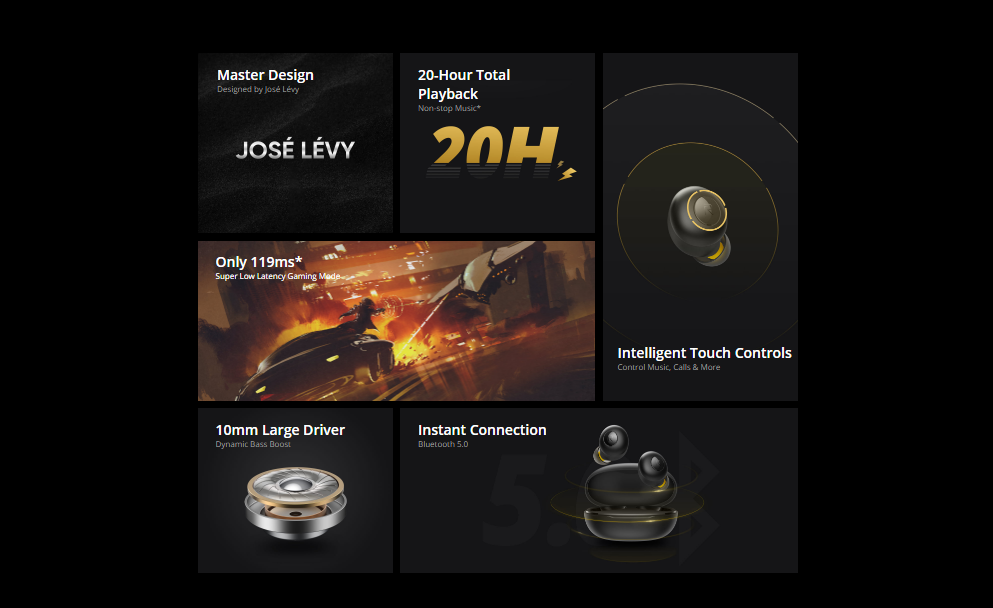 Master Design
Designed by José Lévy
JOSÉ LÉVY
20-Hour Total
Playback
Non-stop Music*
20H
Only 119ms*
Super Low Latency Gaming Mode
Intelligent Touch Controls
Control Music, Calls & More
10mm Large Driver
Dynamic Bass Boost
Instant Connection
Bluetooth 5.0
5.0